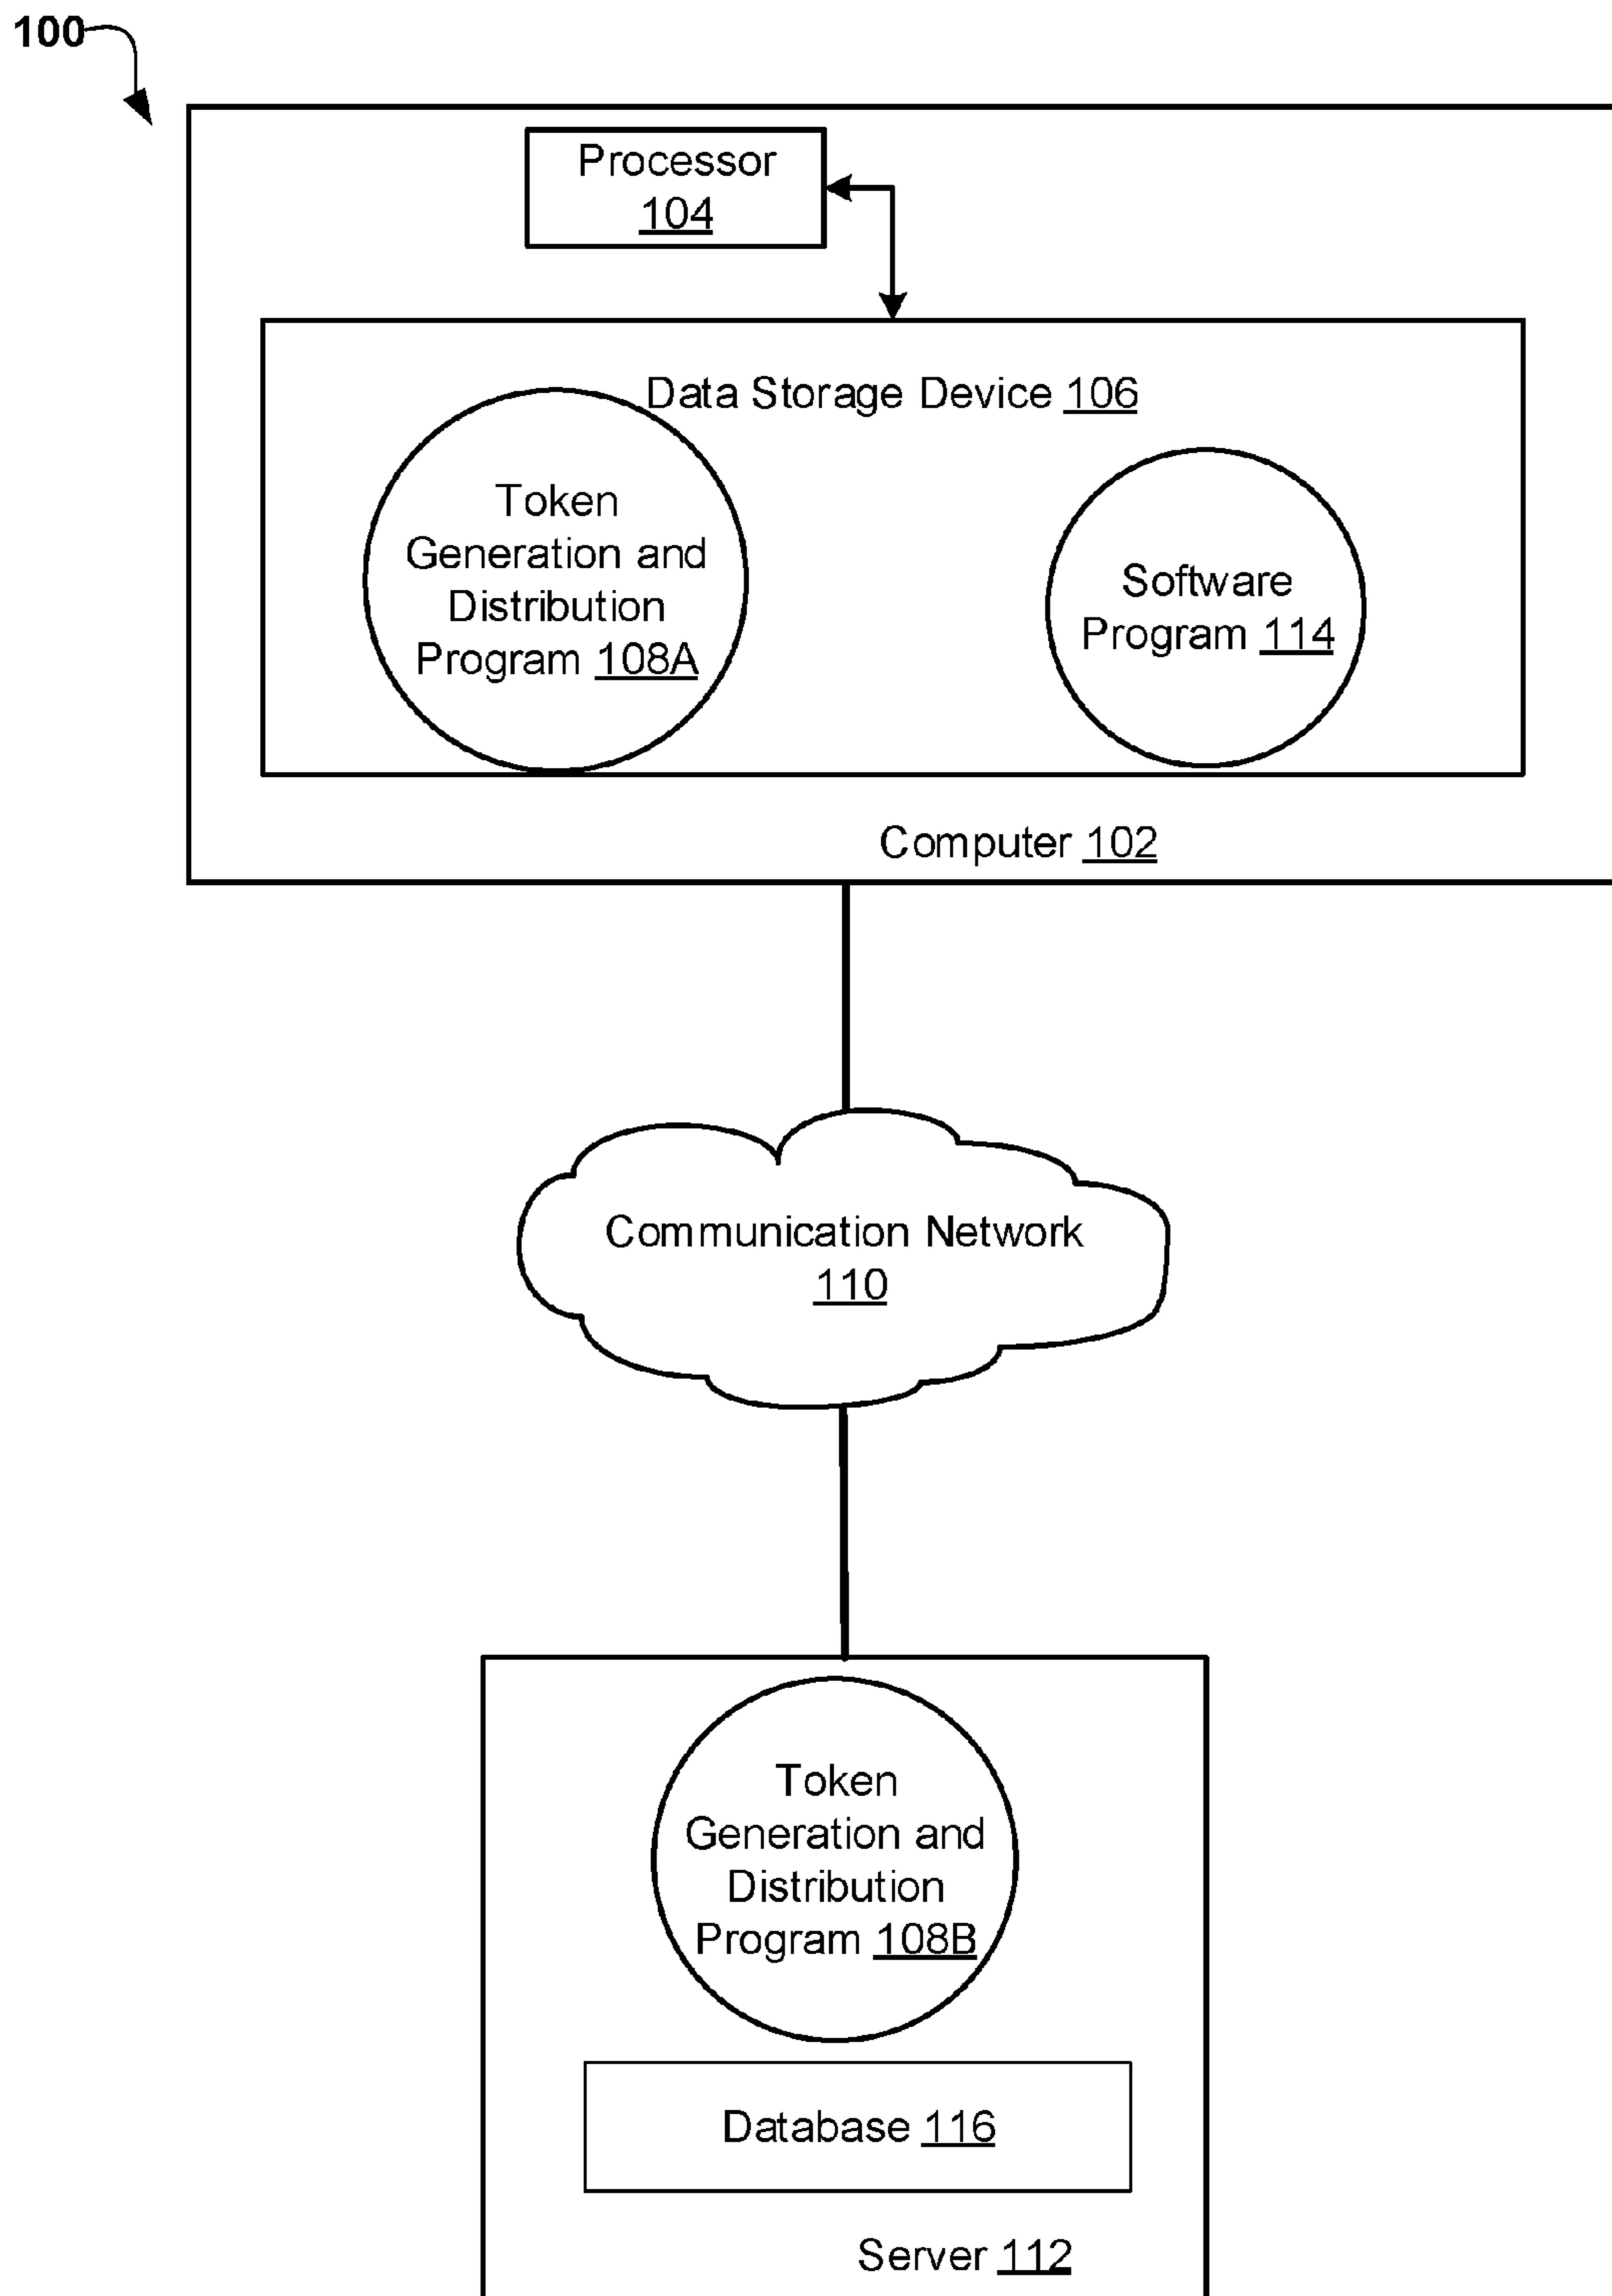 100
Processor
104
Data Storage Device 106
Token
Generation and
Distribution
Program 108A
Software
Program 114
Computer 102
Communication Network
110
Token
Generation and
Distribution
Program 108B
Database 116
Server 112